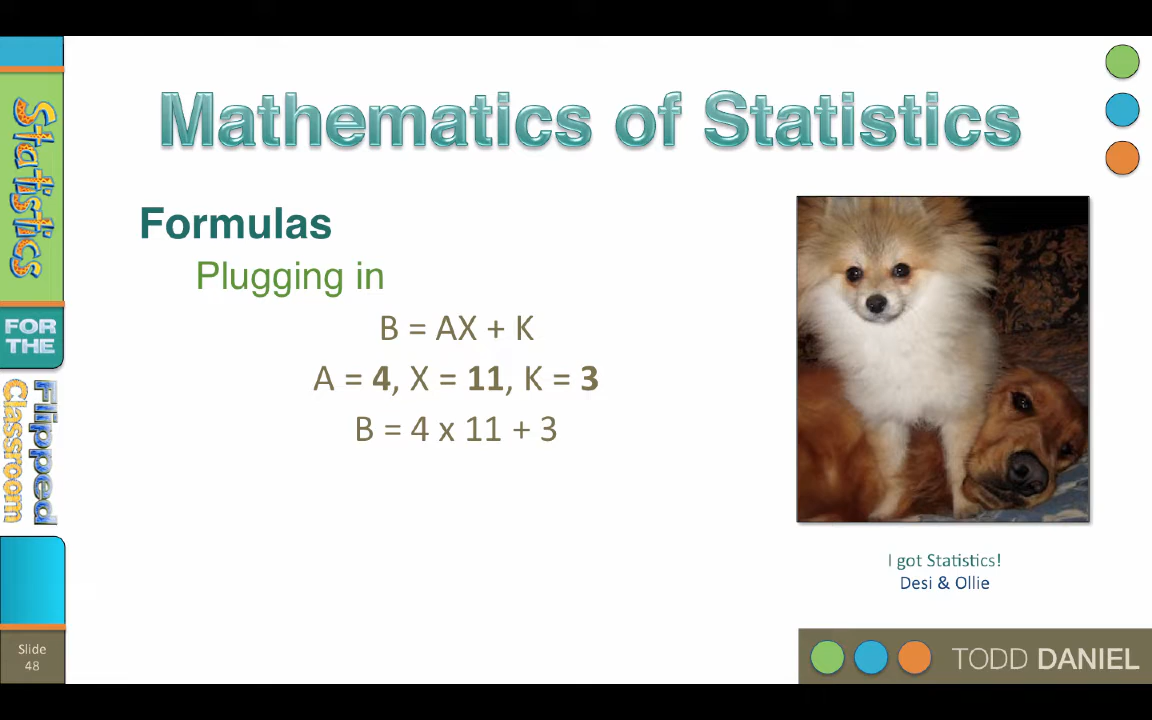 Mathematics of Statistics
Statistics
FOR
THE
Flipped
Classroom
Formulas
Plugging in
B = AX + K
A = 4, X = 11, K = 3
B = 4 x 11 + 3
I got Statistics!
Desi & Ollie
Slide
48
TODD DANIEL